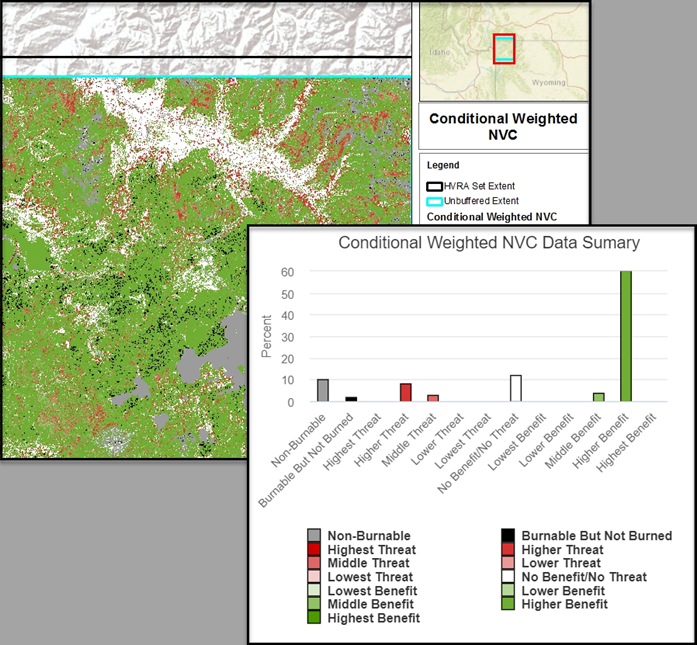 Idaho
Wyoming
Conditional Weighted
NVC
Legend
HVRA Set Extent
Unbuffered Extent
Conditional Weighted NVC
Conditional Weighted NVC Data Sumary
Percent
60
50
40
30
20
10
0
Non-Burnable
Burnable But Not Burned
Highest Threat
Higher Threat
Middle Threat
Lower Threat
Lowest Threat
No Benefit/No Threat
Lowest Benefit
Lower Benefit
Middle Benefit
Higher Benefit
Highest Benefit
Non-Burnable
Burnable But Not Burned
Highest Threat
Higher Threat
Middle Threat
Lower Threat
Lowest Threat
No Benefit/No Threat
Lowest Benefit
Lower Benefit
Middle Benefit
Higher Benefit
Highest Benefit